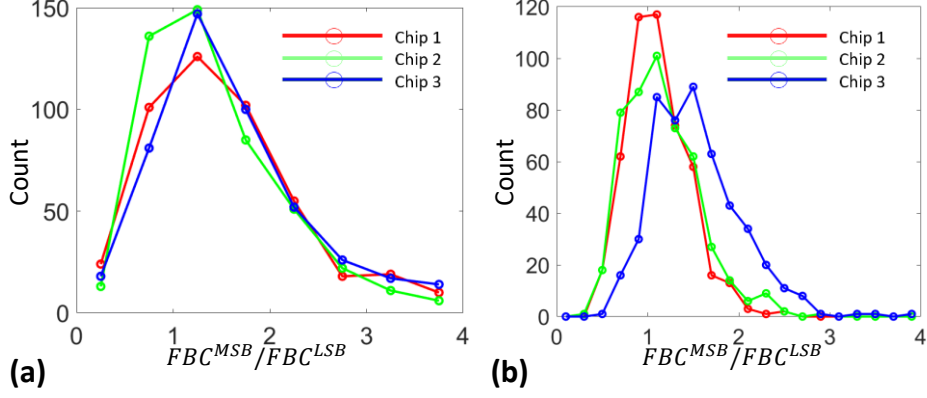 150
100
50
0
0
1
2
3
4
Count
Chip 1
Chip 2
Chip 3
FBC^{MSB}/FBC^{LSB}
(a)
120
100
80
60
40
20
0
0
1
2
3
4
Count
Chip 1
Chip 2
Chip 3
FBC^{MSB}/FBC^{LSB}
(b)